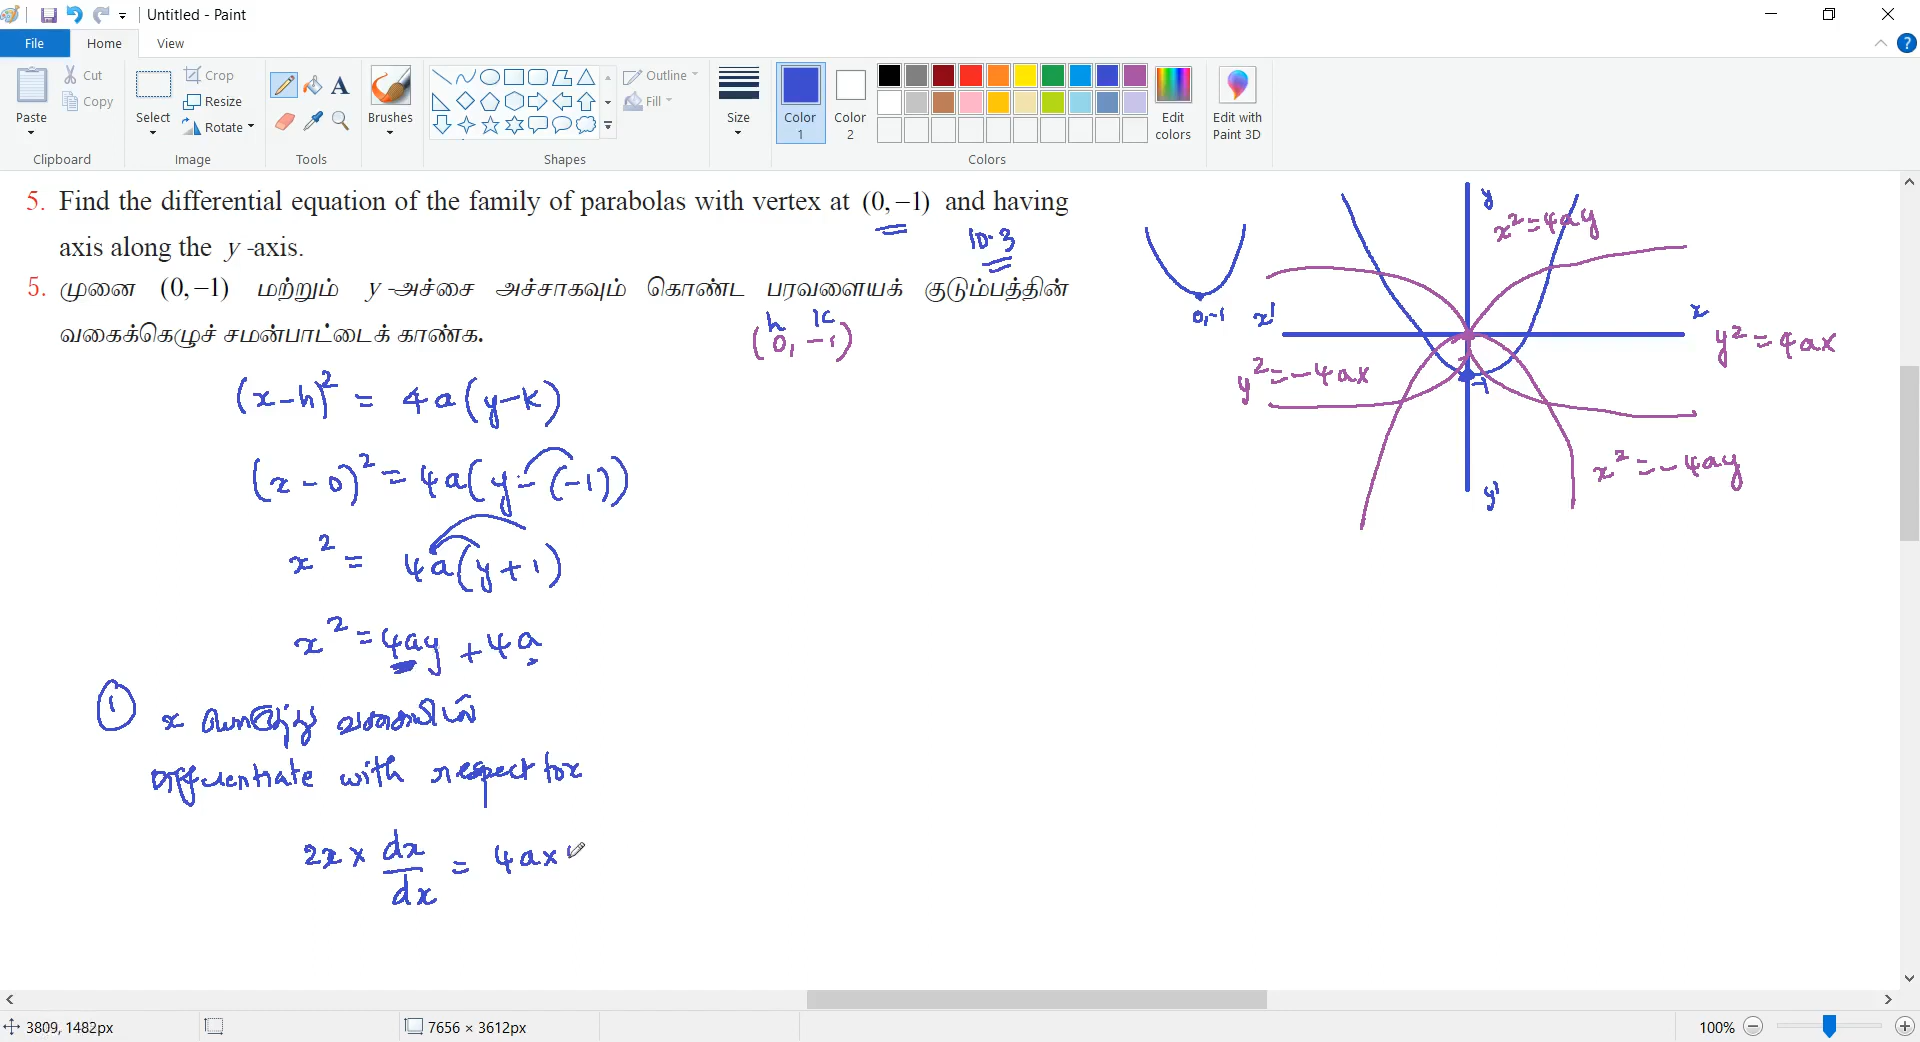 Untitled - Paint
File Home View
Paste
Cut
Copy
Clipboard
Select
Crop
Resize
Rotate
Image
A
Tools
Brushes
Shapes
Outline
Fill
Size
Color 1
Color 2
Colors
Edit colors
Edit with Paint 3D
5. Find the differential equation of the family of parabolas with vertex at (0, −1) and having
axis along the y -axis.
10.3
5. முனை (0, −1) மற்றும் y -அச்சை அச்சாகவும் கொண்ட பரவளையக் குடும்பத்தின்
வகைக்கெழுச் சமன்பாட்டைக் காண்க.
h k
(0, −1)
(x−h)² = 4a(y−k)
(x−0)² = 4a(y−(−1))
x² = 4a(y+1)
x² = 4ay + 4a
1
x
Differentiate with respect to x
2x × dx/dx = 4a×
0,−1
y
x² = 4ay
x'
x
y² = 4ax
y² = −4ax
−1
x² = −4ay
y'
3809, 1482px
7656 × 3612px
100%